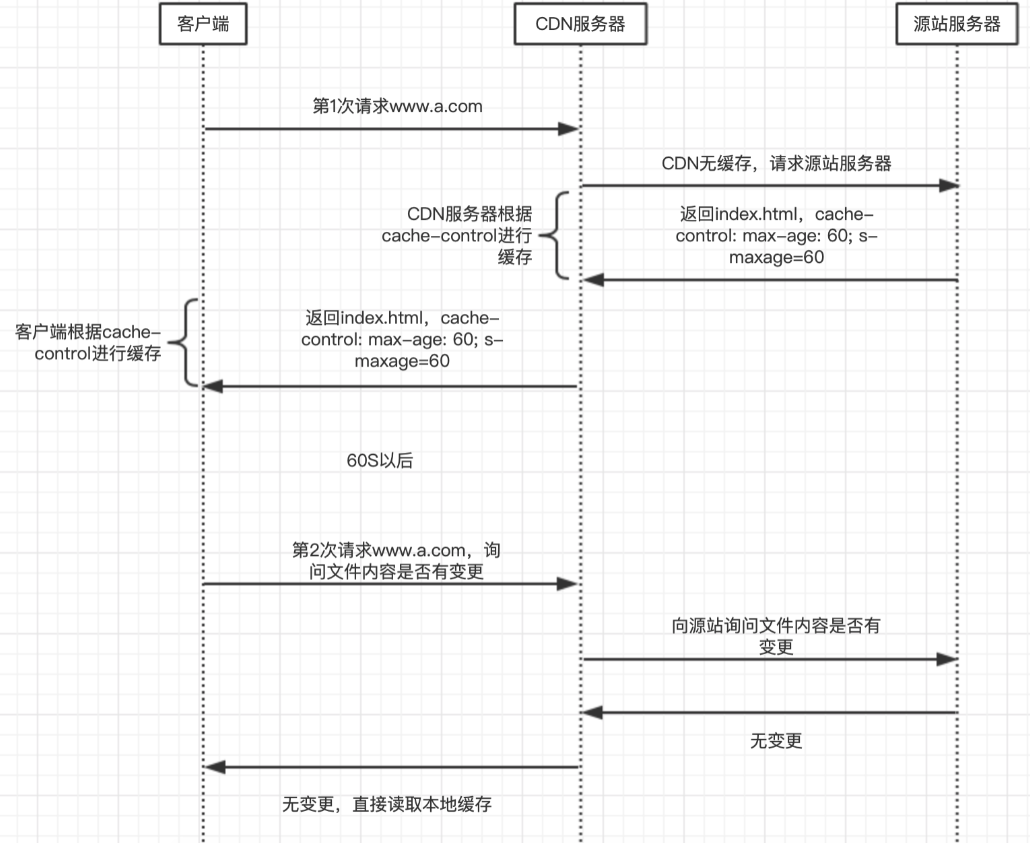 客户端
CDN服务器
源站服务器
第1次请求www.a.com
CDN无缓存，请求源站服务器
CDN服务器根据
cache-control进行
缓存
返回index.html，cache-
control: max-age: 60; s-
maxage=60
客户端根据cache-
control进行缓存
返回index.html，cache-
control: max-age: 60; s-
maxage=60
60S以后
第2次请求www.a.com，询
问文件内容是否有变更
向源站询问文件内容是否有
变更
无变更
无变更，直接读取本地缓存